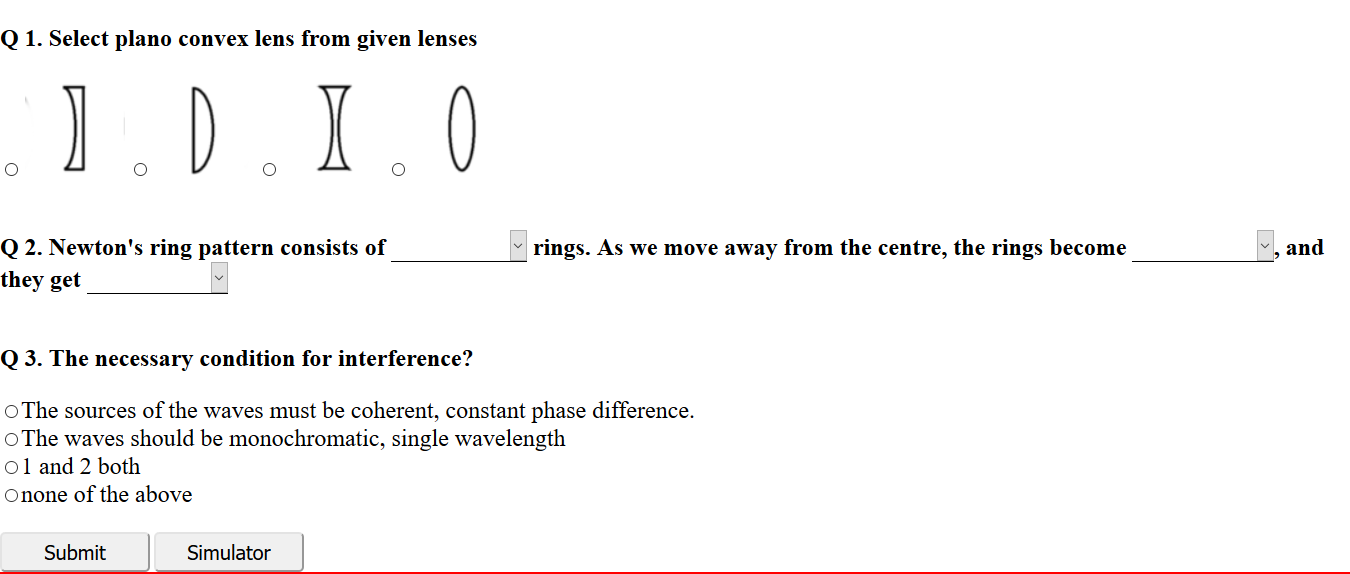 Q 1. Select plano convex lens from given lenses
Q 2. Newton's ring pattern consists of rings. As we move away from the centre, the rings become , and
they get
Q 3. The necessary condition for interference?
The sources of the waves must be coherent, constant phase difference.
The waves should be monochromatic, single wavelength
1 and 2 both
none of the above
Submit Simulator